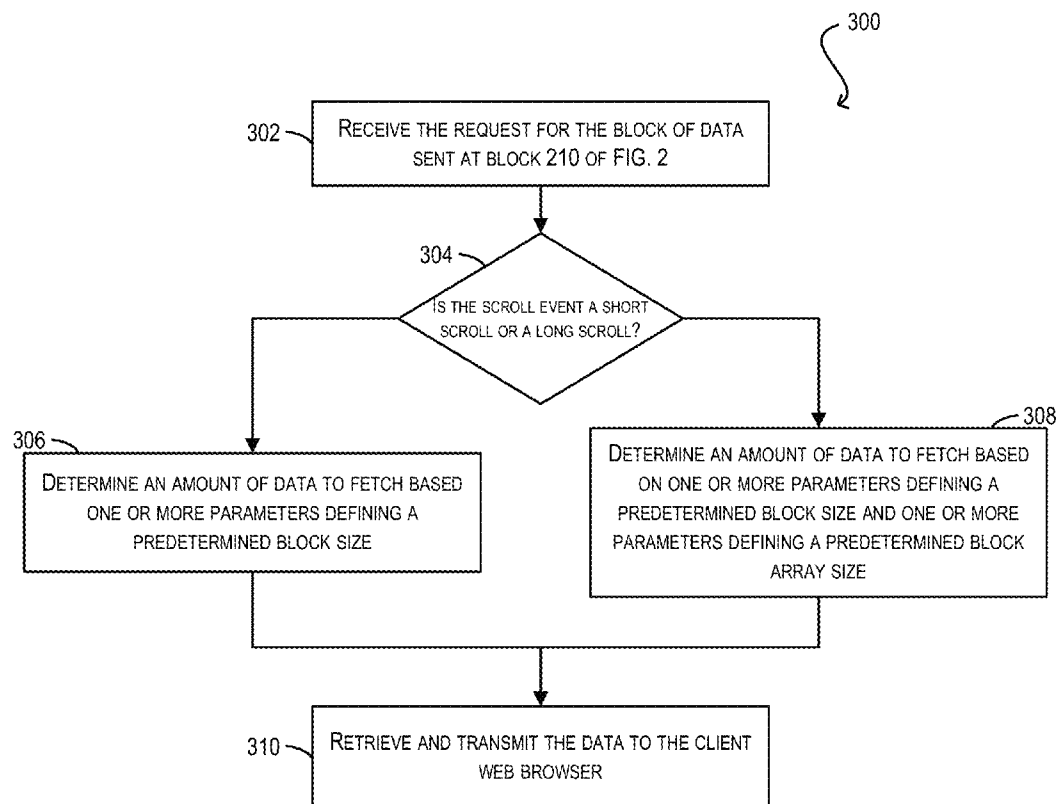 300
302
RECEIVE THE REQUEST FOR THE BLOCK OF DATA
SENT AT BLOCK 210 OF FIG. 2
304
IS THE SCROLL EVENT A SHORT
SCROLL OR A LONG SCROLL?
306
DETERMINE AN AMOUNT OF DATA TO FETCH BASED
ONE OR MORE PARAMETERS DEFINING A
PREDETERMINED BLOCK SIZE
308
DETERMINE AN AMOUNT OF DATA TO FETCH BASED
ON ONE OR MORE PARAMETERS DEFINING A
PREDETERMINED BLOCK SIZE AND ONE OR MORE
PARAMETERS DEFINING A PREDETERMINED BLOCK
ARRAY SIZE
310
RETRIEVE AND TRANSMIT THE DATA TO THE CLIENT
WEB BROWSER